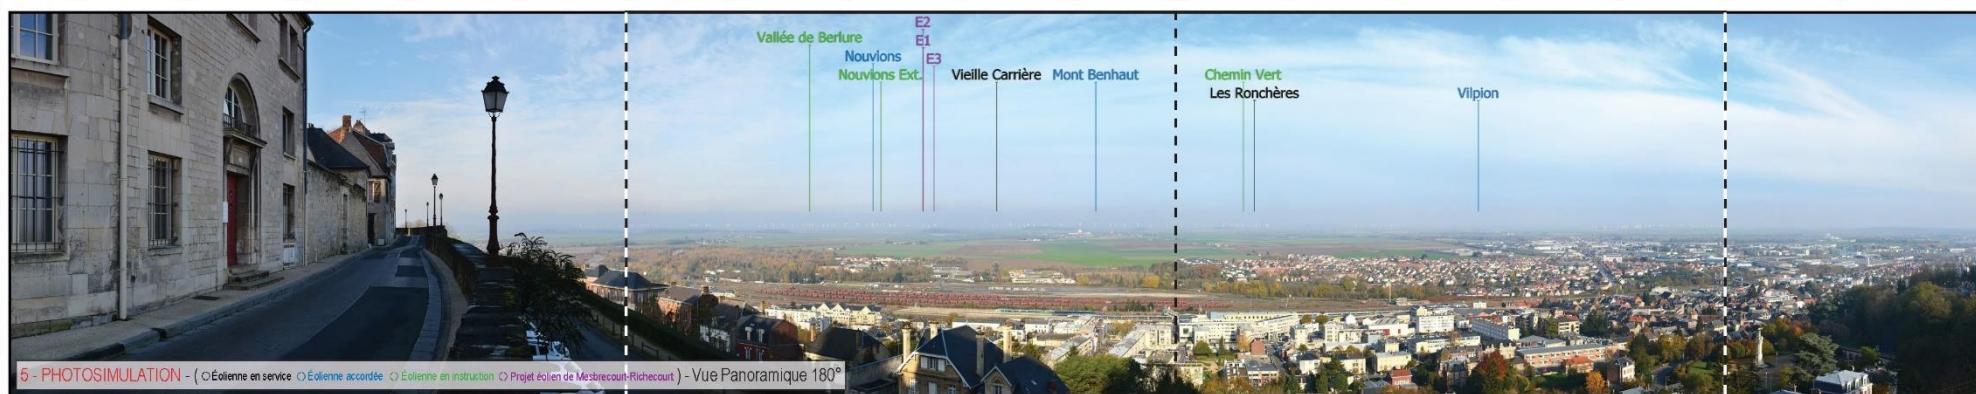 E2
Vallée de Berlure
E1
Nouvions
E3
Nouvions Ext.
Vieille Carrière
Mont Benhaut
Chemin Vert
Les Ronchères
Vilpion
5 - PHOTOSIMULATION - ( Éolienne en service Éolienne accordée Éolienne en instruction Projet éolien de Mesbrecourt-Richecourt ) - Vue Panoramique 180°